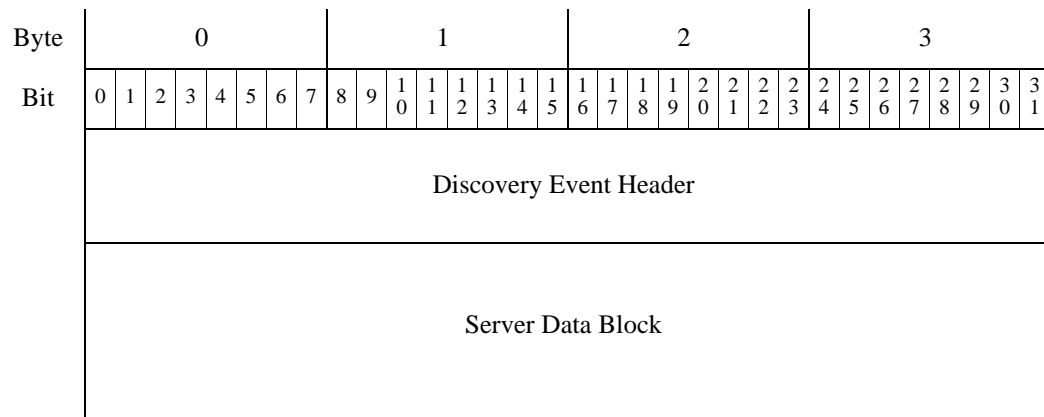 Byte 0 1 2 3
Bit 0 1 2 3 4 5 6 7 8 9 10 11 12 13 14 15 16 17 18 19 20 21 22 23 24 25 26 27 28 29 30 31
Discovery Event Header
Server Data Block